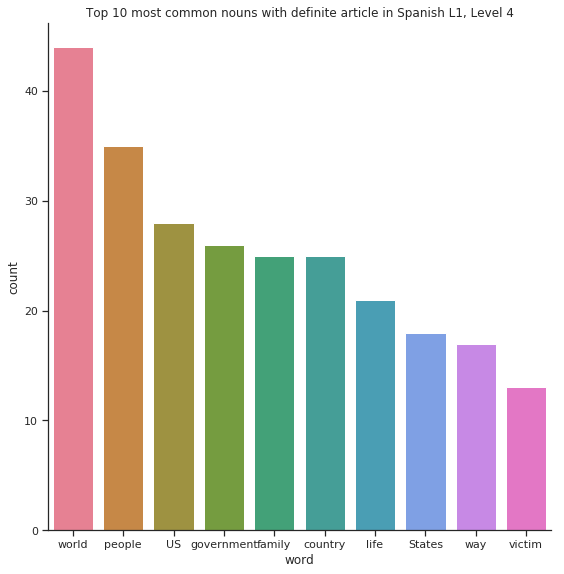 Top 10 most common nouns with definite article in Spanish L1, Level 4
40
30
20
10
0
count
world people US government family country life States way victim
word